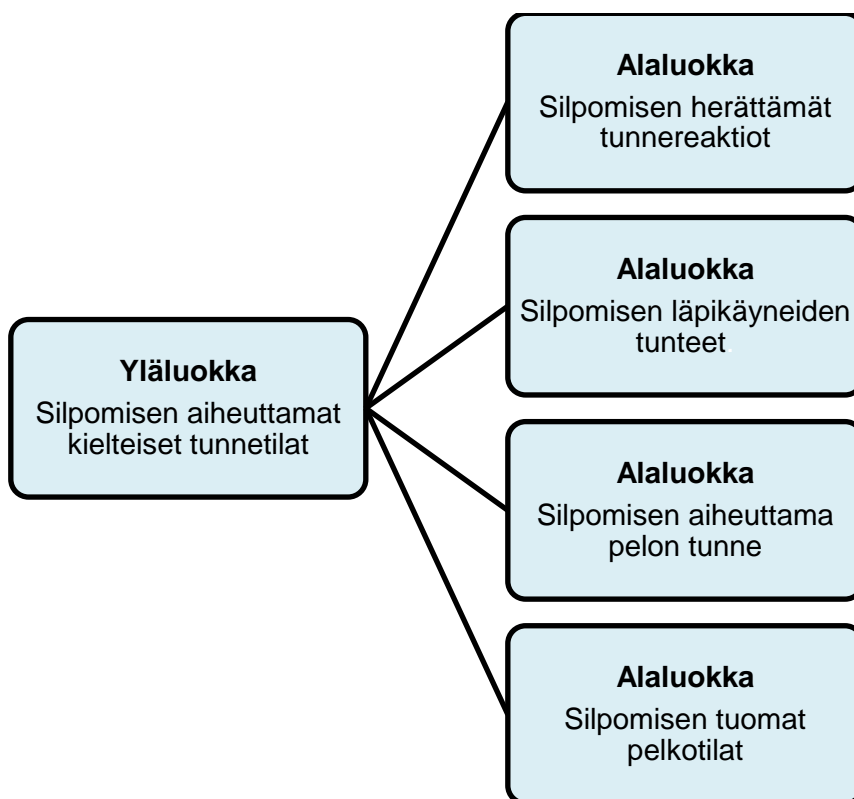 Yläluokka
Silpomisen aiheuttamat
kielteiset tunnetilat
Alaluokka
Silpomisen herättämät
tunnereaktiot
Alaluokka
Silpomisen läpikäyneiden
tunteet.
Alaluokka
Silpomisen aiheuttama
pelon tunne
Alaluokka
Silpomisen tuomat
pelkotilat